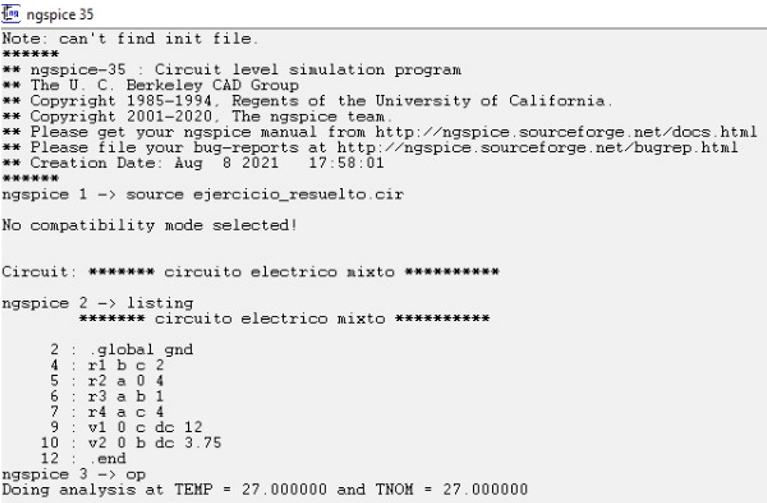 ngspice 35
Note: can't find init file.
******
** ngspice-35 : Circuit level simulation program
** The U. C. Berkeley CAD Group
** Copyright 1985-1994, Regents of the University of California.
** Copyright 2001-2020, The ngspice team.
** Please get your ngspice manual from http://ngspice.sourceforge.net/docs.html
** Please file your bug-reports at http://ngspice.sourceforge.net/bugrep.html
** Creation Date: Aug  8 2021   17:58:01
******
ngspice 1 -> source ejercicio_resuelto.cir
No compatibility mode selected!
Circuit: ******* circuito electrico mixto **********
ngspice 2 -> listing
******* circuito electrico mixto **********
2 : .global gnd
4 : r1 b c 2
5 : r2 a 0 4
6 : r3 a b 1
7 : r4 a c 4
9 : v1 0 c dc 12
10 : v2 0 b dc 3.75
12 : .end
ngspice 3 -> op
Doing analysis at TEMP = 27.000000 and TNOM = 27.000000